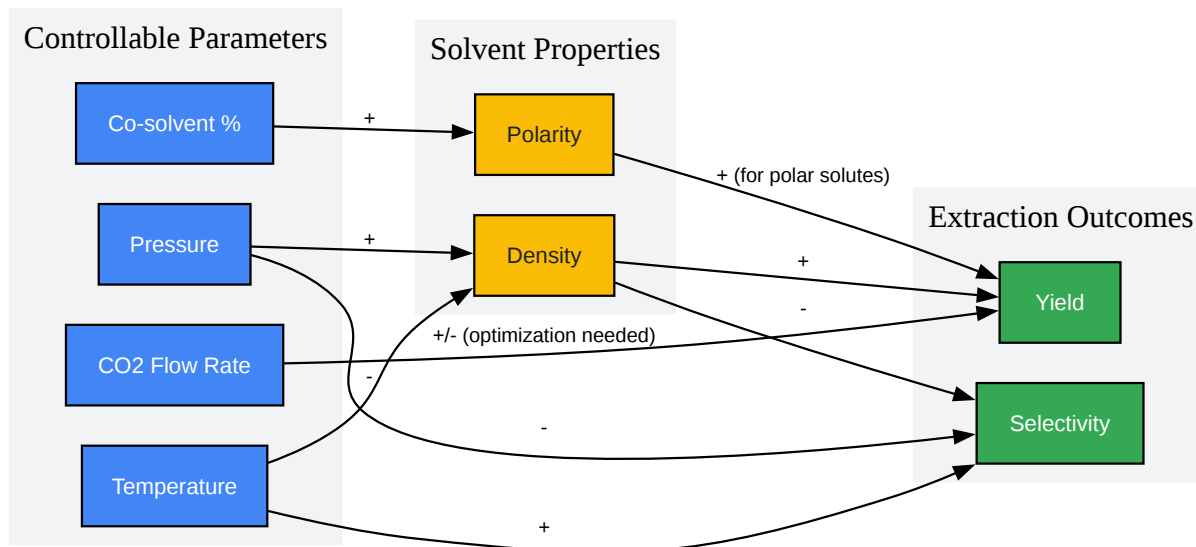 Controllable Parameters
Co-solvent %
Pressure
CO2 Flow Rate
Temperature
Solvent Properties
Polarity
Density
Extraction Outcomes
Yield
Selectivity
+
+
-
+ (for polar solutes)
+
-
+/- (optimization needed)
-
+